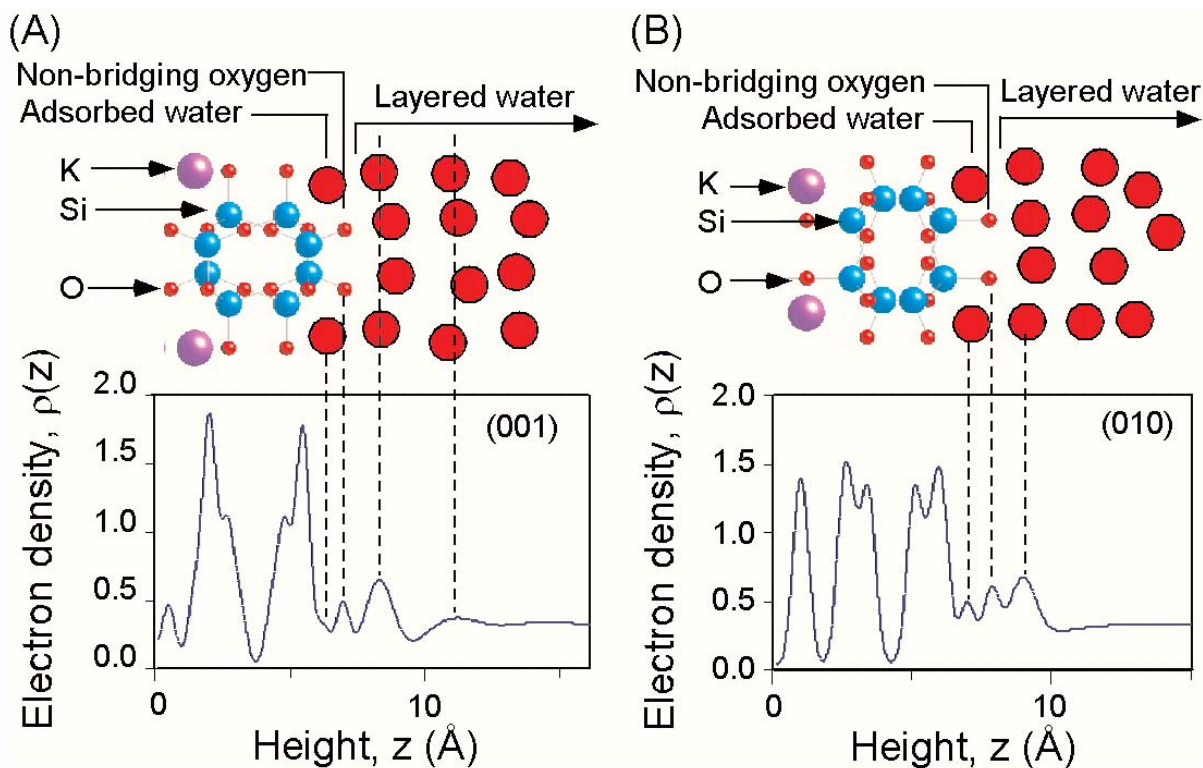 (A)
Non-bridging oxygen
Adsorbed water
Layered water
K
Si
O
2.0
1.5
1.0
0.5
0.0
Electron density, ρ(z)
(001)
0
10
Height, z (Å)
(B)
Non-bridging oxygen
Adsorbed water
Layered water
K
Si
O
2.0
1.5
1.0
0.5
0.0
Electron density, ρ(z)
(010)
0
10
Height, z (Å)